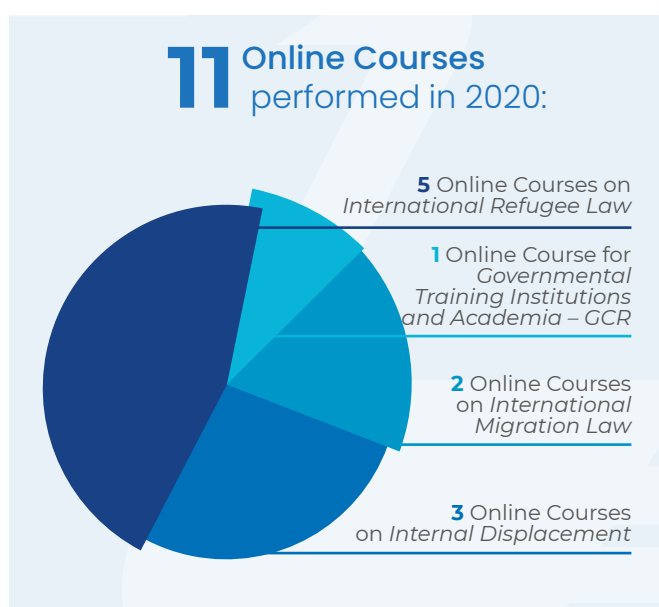 11 Online Courses
performed in 2020:
5 Online Courses on
International Refugee Law
1 Online Course for
Governmental
Training Institutions
and Academia – GCR
2 Online Courses
on International
Migration Law
3 Online Courses
on Internal Displacement